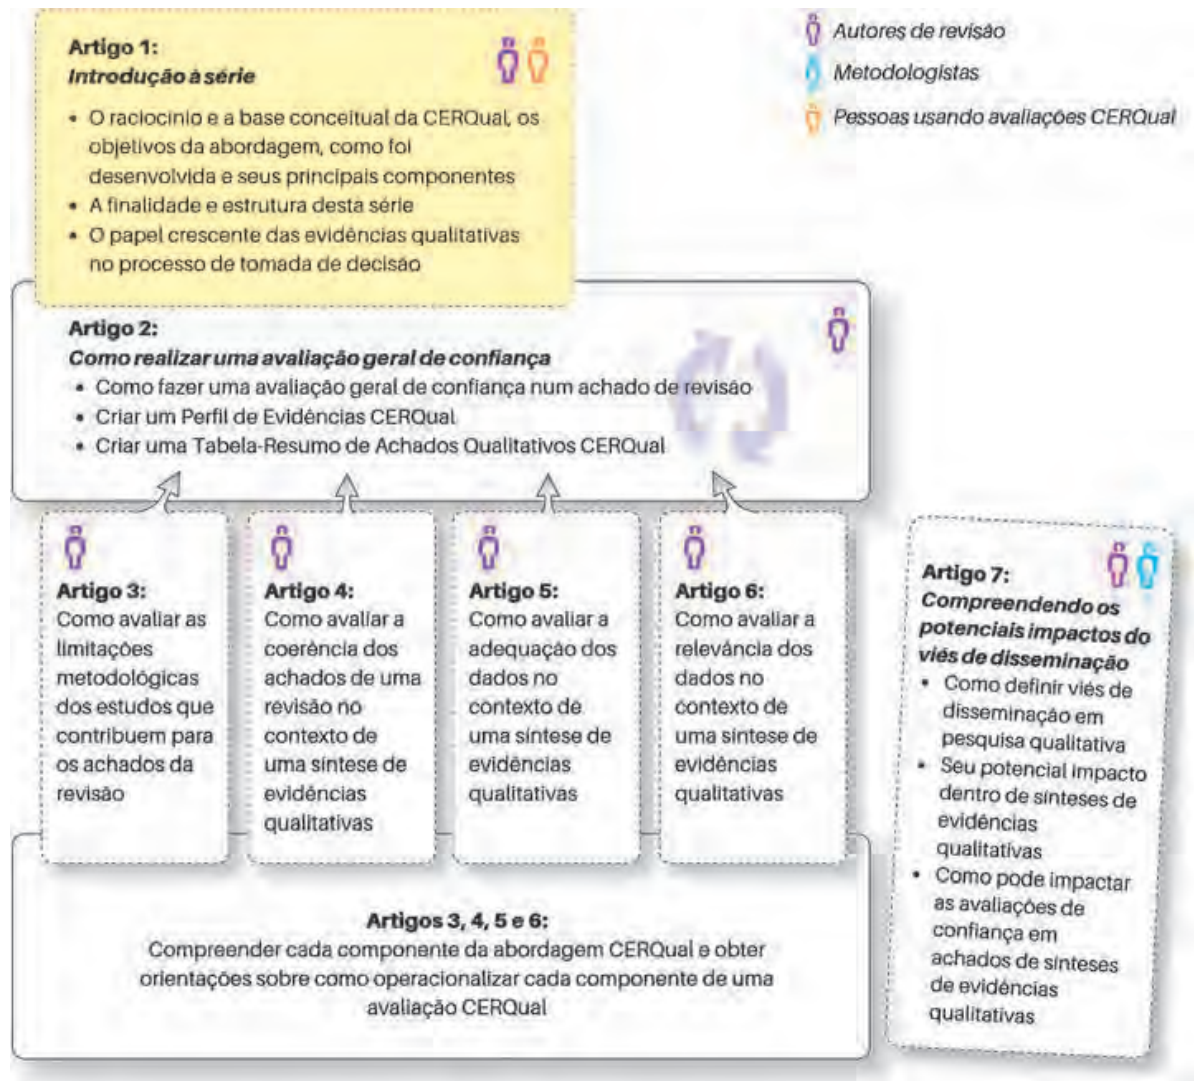 Artigo 1:
Introdução à série
• O raciocínio e a base conceitual da CERQual, os
objetivos da abordagem, como foi
desenvolvida e seus principais componentes
• A finalidade e estrutura desta série
• O papel crescente das evidências qualitativas
no processo de tomada de decisão
Autores de revisão
Metodologistas
Pessoas usando avaliações CERQual
Artigo 2:
Como realizar uma avaliação geral de confiança
• Como fazer uma avaliação geral de confiança num achado de revisão
• Criar um Perfil de Evidências CERQual
• Criar uma Tabela-Resumo de Achados Qualitativos CERQual
Artigo 3:
Como avaliar as
limitações
metodológicas
dos estudos que
contribuem para
os achados da
revisão
Artigo 4:
Como avaliar a
coerência dos
achados de uma
revisão no
contexto de
uma síntese de
evidências
qualitativas
Artigo 5:
Como avaliar a
adequação dos
dados no
contexto de
uma síntese de
evidências
qualitativas
Artigo 6:
Como avaliar a
relevância dos
dados no
contexto de
uma síntese de
evidências
qualitativas
Artigo 7:
Compreendendo os
potenciais impactos do
viés de disseminação
• Como definir viés de
disseminação em
pesquisa qualitativa
• Seu potencial impacto
dentro de sínteses de
evidências
qualitativas
• Como pode impactar
as avaliações de
confiança em
achados de sínteses
de evidências
qualitativas
Artigos 3, 4, 5 e 6:
Compreender cada componente da abordagem CERQual e obter
orientações sobre como operacionalizar cada componente de uma
avaliação CERQual